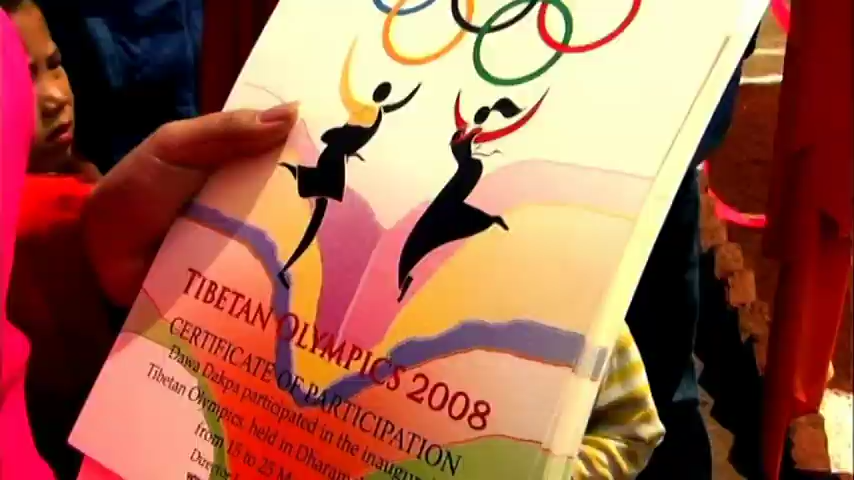 TIBETAN OLYMPICS 2008
CERTIFICATE OF PARTICIPATION
Dawa Dakpa participated in the inaugural
Tibetan Olympics, held in Dharam
from 15 to 25 M
Director